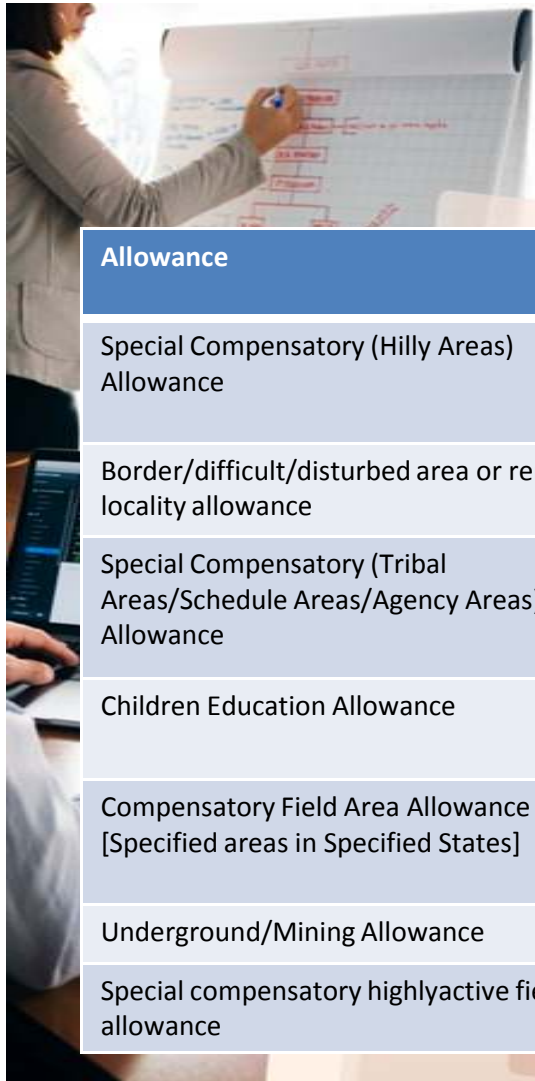 Allowance
Special Compensatory (Hilly Areas)
Allowance
Border/difficult/disturbed area or re
locality allowance
Special Compensatory (Tribal
Areas/Schedule Areas/Agency Areas)
Allowance
Children Education Allowance
Compensatory Field Area Allowance
[Specified areas in Specified States]
Underground/Mining Allowance
Special compensatory highlyactive fie
allowance